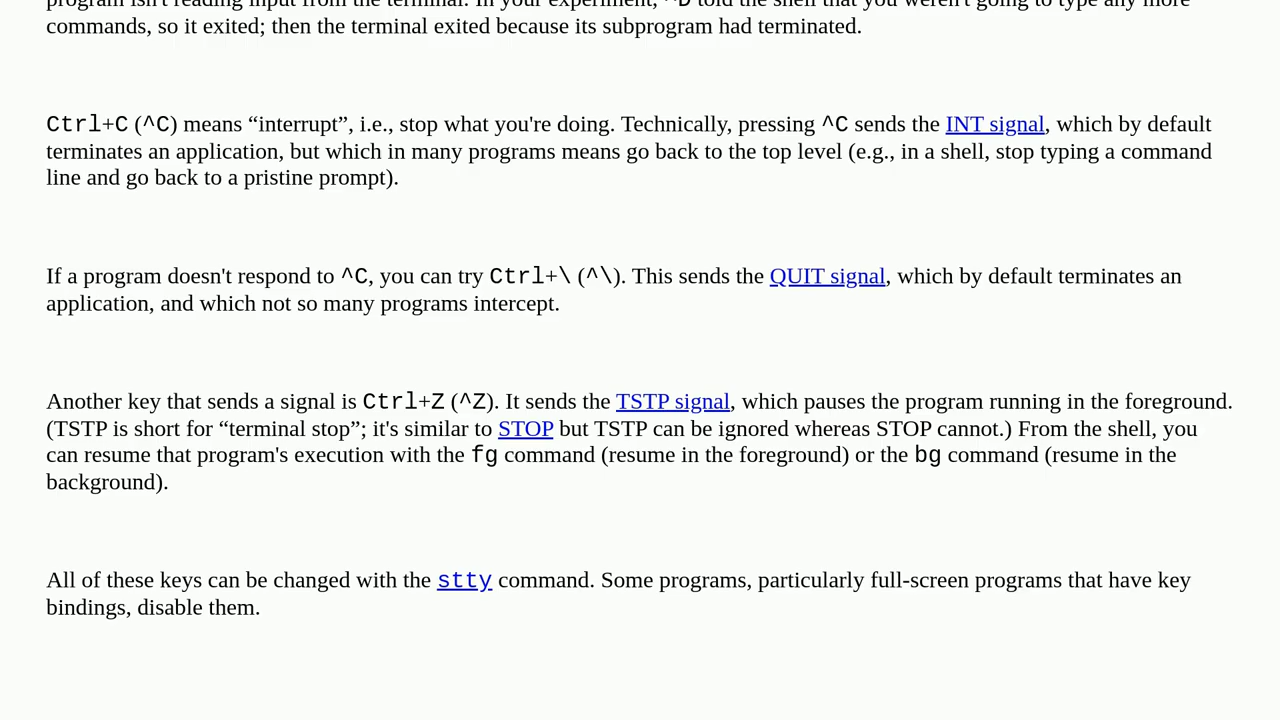 program isn't reading input from the terminal. In your experiment, ^D told the shell that you weren't going to type any more
commands, so it exited; then the terminal exited because its subprogram had terminated.
Ctrl+C (^C) means “interrupt”, i.e., stop what you're doing. Technically, pressing ^C sends the INT signal, which by default
terminates an application, but which in many programs means go back to the top level (e.g., in a shell, stop typing a command
line and go back to a pristine prompt).
If a program doesn't respond to ^C, you can try Ctrl+\ (^\). This sends the QUIT signal, which by default terminates an
application, and which not so many programs intercept.
Another key that sends a signal is Ctrl+Z (^Z). It sends the TSTP signal, which pauses the program running in the foreground.
(TSTP is short for “terminal stop”; it's similar to STOP but TSTP can be ignored whereas STOP cannot.) From the shell, you
can resume that program's execution with the fg command (resume in the foreground) or the bg command (resume in the
background).
All of these keys can be changed with the stty command. Some programs, particularly full-screen programs that have key
bindings, disable them.